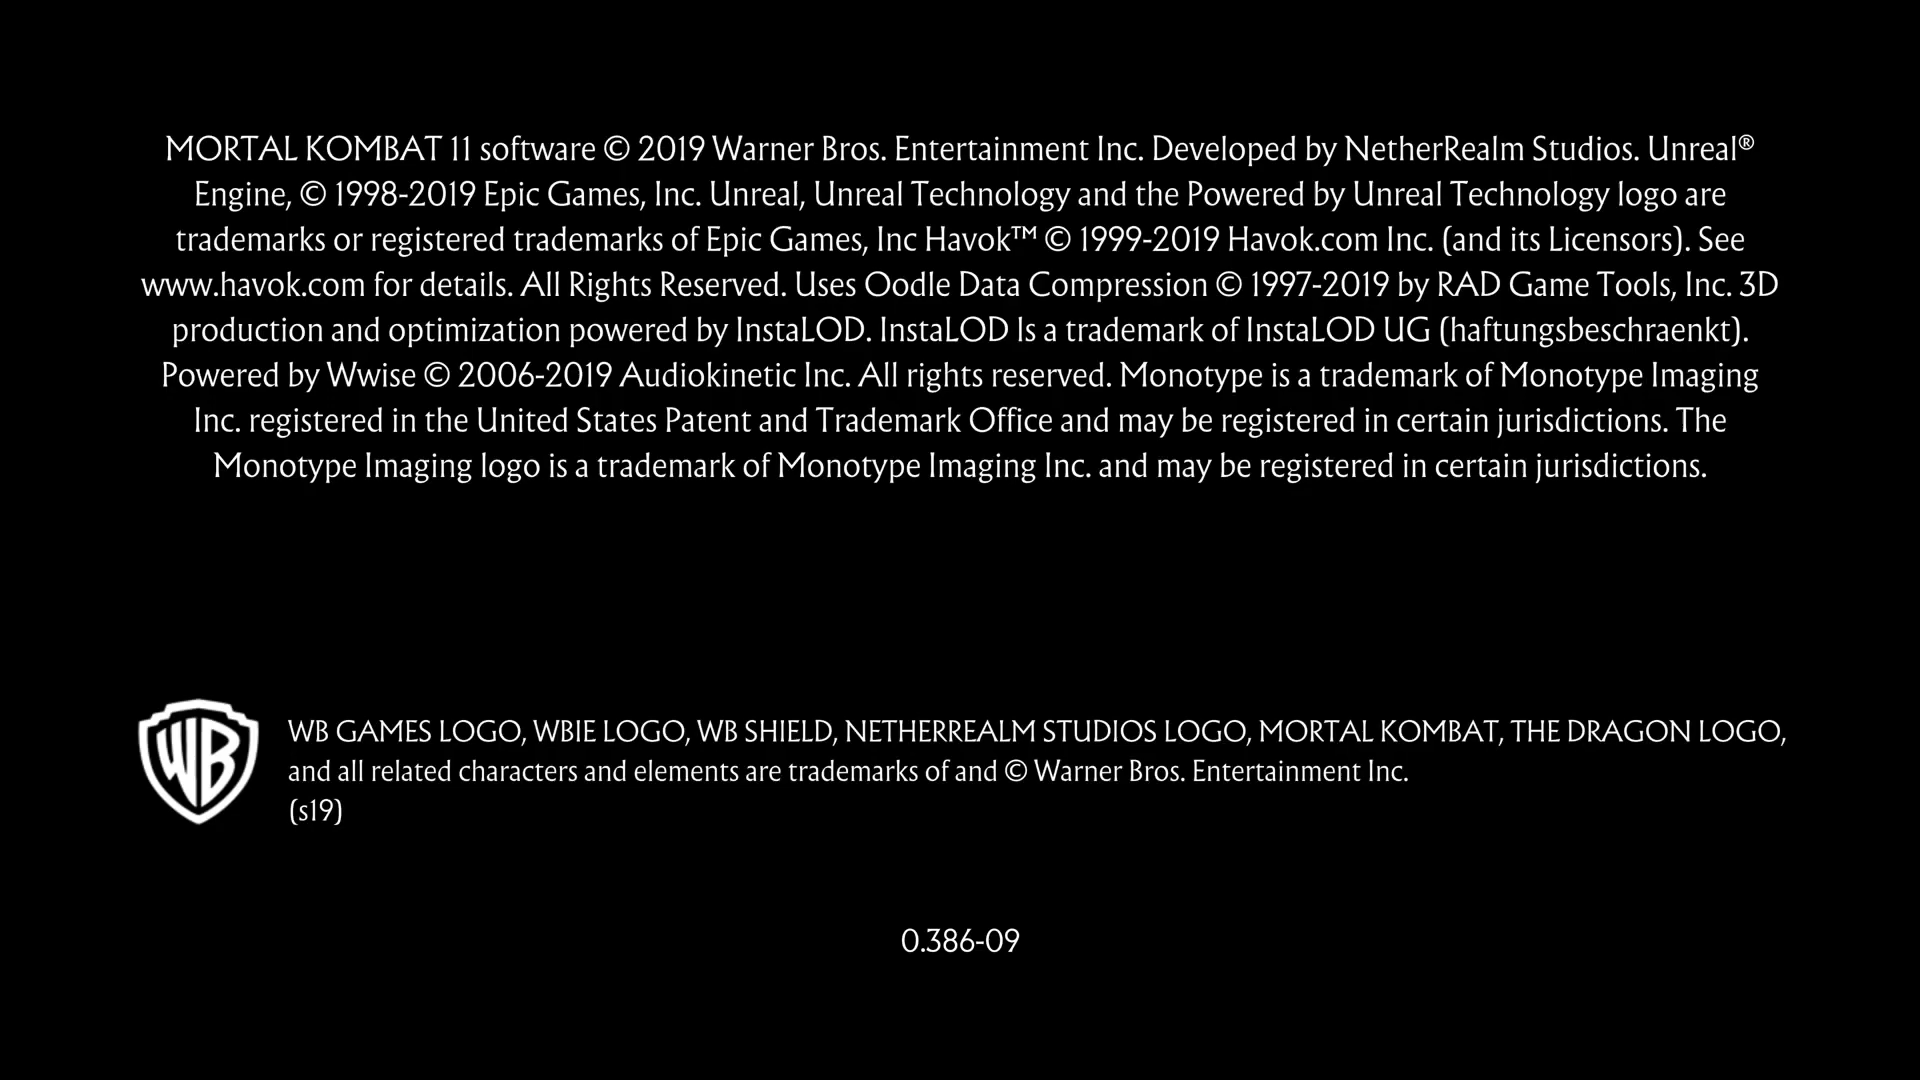 MORTAL KOMBAT 11 software © 2019 Warner Bros. Entertainment Inc. Developed by NetherRealm Studios. Unreal®
Engine, © 1998-2019 Epic Games, Inc. Unreal, Unreal Technology and the Powered by Unreal Technology logo are
trademarks or registered trademarks of Epic Games, Inc Havok™ © 1999-2019 Havok.com Inc. (and its Licensors). See
www.havok.com for details. All Rights Reserved. Uses Oodle Data Compression © 1997-2019 by RAD Game Tools, Inc. 3D
production and optimization powered by InstaLOD. InstaLOD Is a trademark of InstaLOD UG (haftungsbeschraenkt).
Powered by Wwise © 2006-2019 Audiokinetic Inc. All rights reserved. Monotype is a trademark of Monotype Imaging
Inc. registered in the United States Patent and Trademark Office and may be registered in certain jurisdictions. The
Monotype Imaging logo is a trademark of Monotype Imaging Inc. and may be registered in certain jurisdictions.
WB
WB GAMES LOGO, WBIE LOGO, WB SHIELD, NETHERREALM STUDIOS LOGO, MORTAL KOMBAT, THE DRAGON LOGO,
and all related characters and elements are trademarks of and © Warner Bros. Entertainment Inc.
(s19)
0.386-09